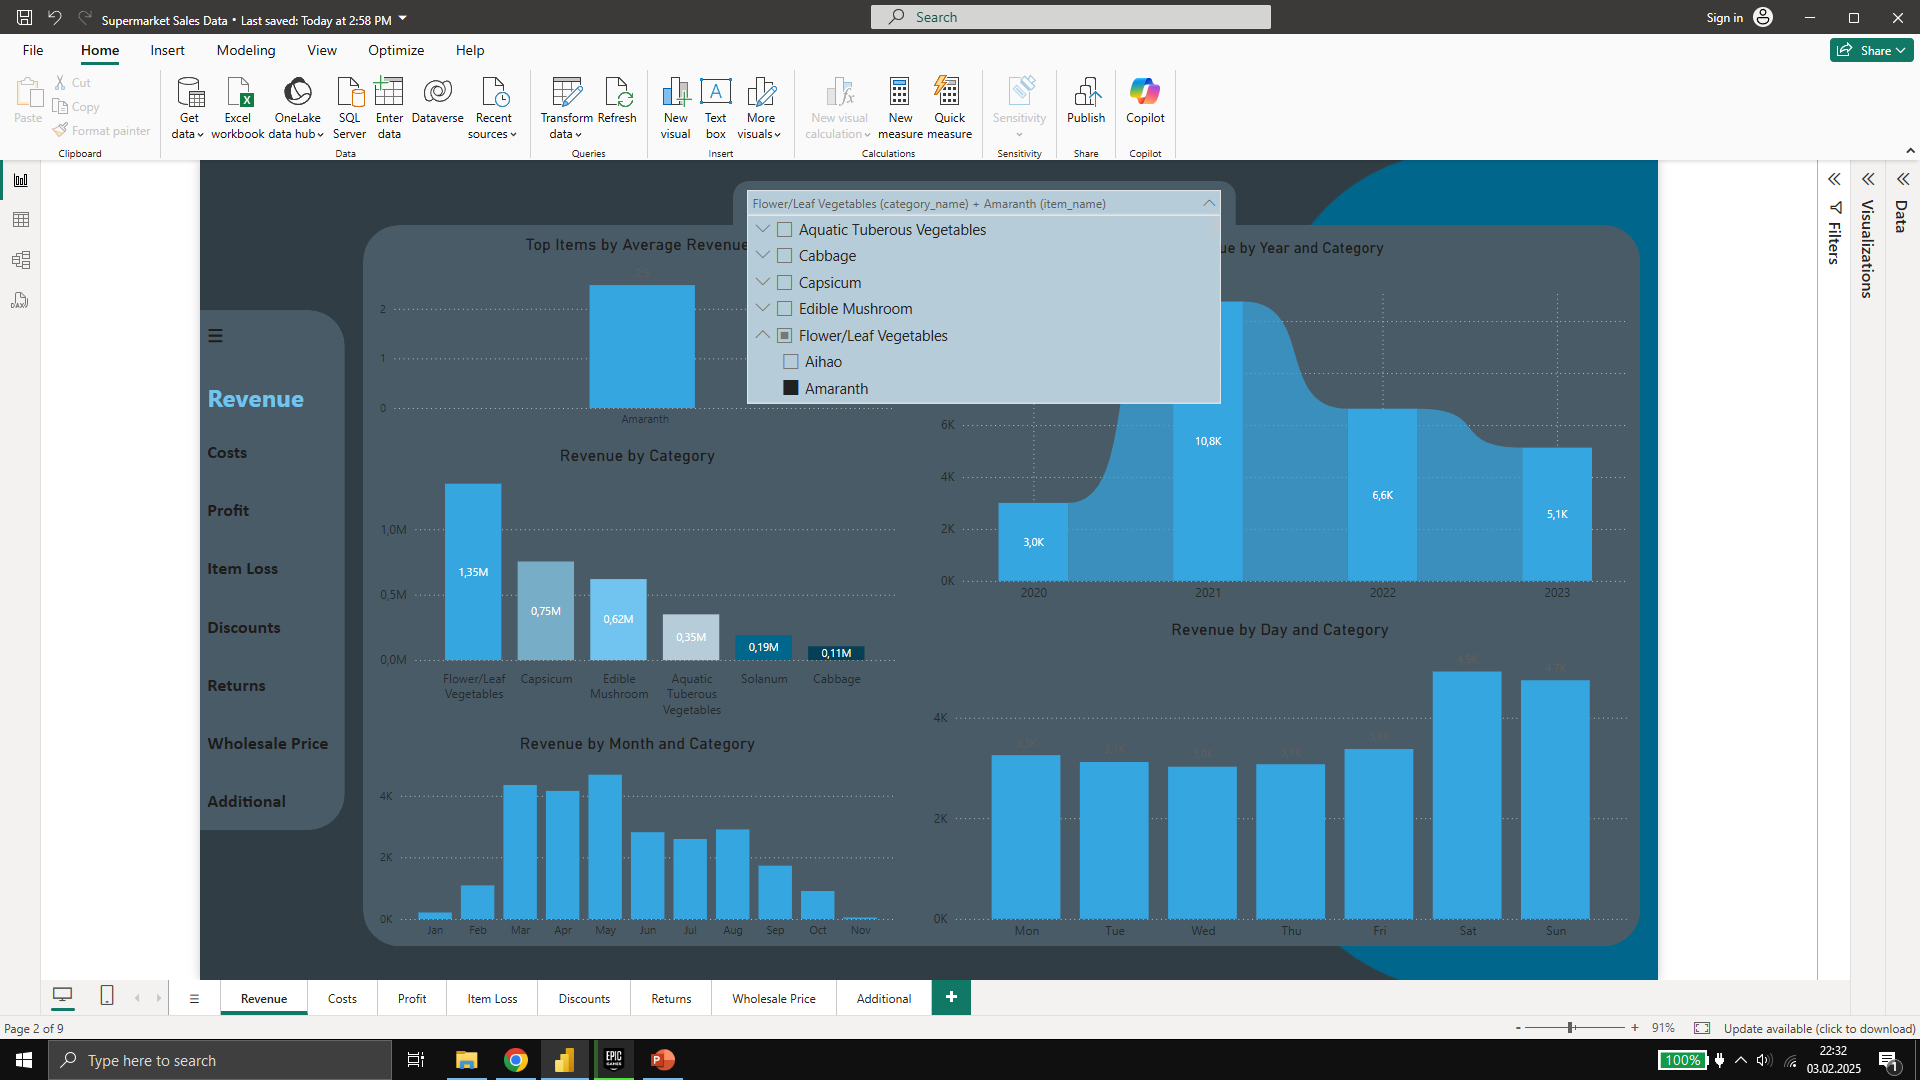 Supermarket Sales Data • Last saved: Today at 2:58 PM
Search
Sign in
File Home Insert Modeling View Optimize Help
Share
Paste
Cut
Copy
Format painter
Clipboard
Get data
Excel workbook
OneLake data hub
SQL Server
Enter data
Dataverse
Recent sources
Data
Transform data
Refresh
Queries
New visual
Text box
More visuals
Insert
New visual calculation
New measure
Quick measure
Calculations
Sensitivity
Sensitivity
Publish
Share
Copilot
Copilot
Flower/Leaf Vegetables (category_name) + Amaranth (item_name)
Aquatic Tuberous Vegetables
Cabbage
Capsicum
Edible Mushroom
Flower/Leaf Vegetables
Aihao
Amaranth
Revenue
Costs
Profit
Item Loss
Discounts
Returns
Wholesale Price
Additional
Top Items by Average Revenue
2
1
0
Amaranth
Revenue by Category
1,0M
0,5M
0,0M
1,35M
0,75M
0,62M
0,35M
0,19M
0,11M
Flower/Leaf Vegetables
Capsicum
Edible Mushroom
Aquatic Tuberous Vegetables
Solanum
Cabbage
Revenue by Month and Category
4K
2K
0K
Jan Feb Mar Apr May Jun Jul Aug Sep Oct Nov
ue by Year and Category
6K
4K
2K
0K
3,0K
10,8K
6,6K
5,1K
2020 2021 2022 2023
Revenue by Day and Category
4K
2K
0K
Mon Tue Wed Thu Fri Sat Sun
Filters
Visualizations
Data
Revenue Costs Profit Item Loss Discounts Returns Wholesale Price Additional
Page 2 of 9
91%
Update available (click to download)
Type here to search
EPIC GAMES
100%
22:32
03.02.2025
1